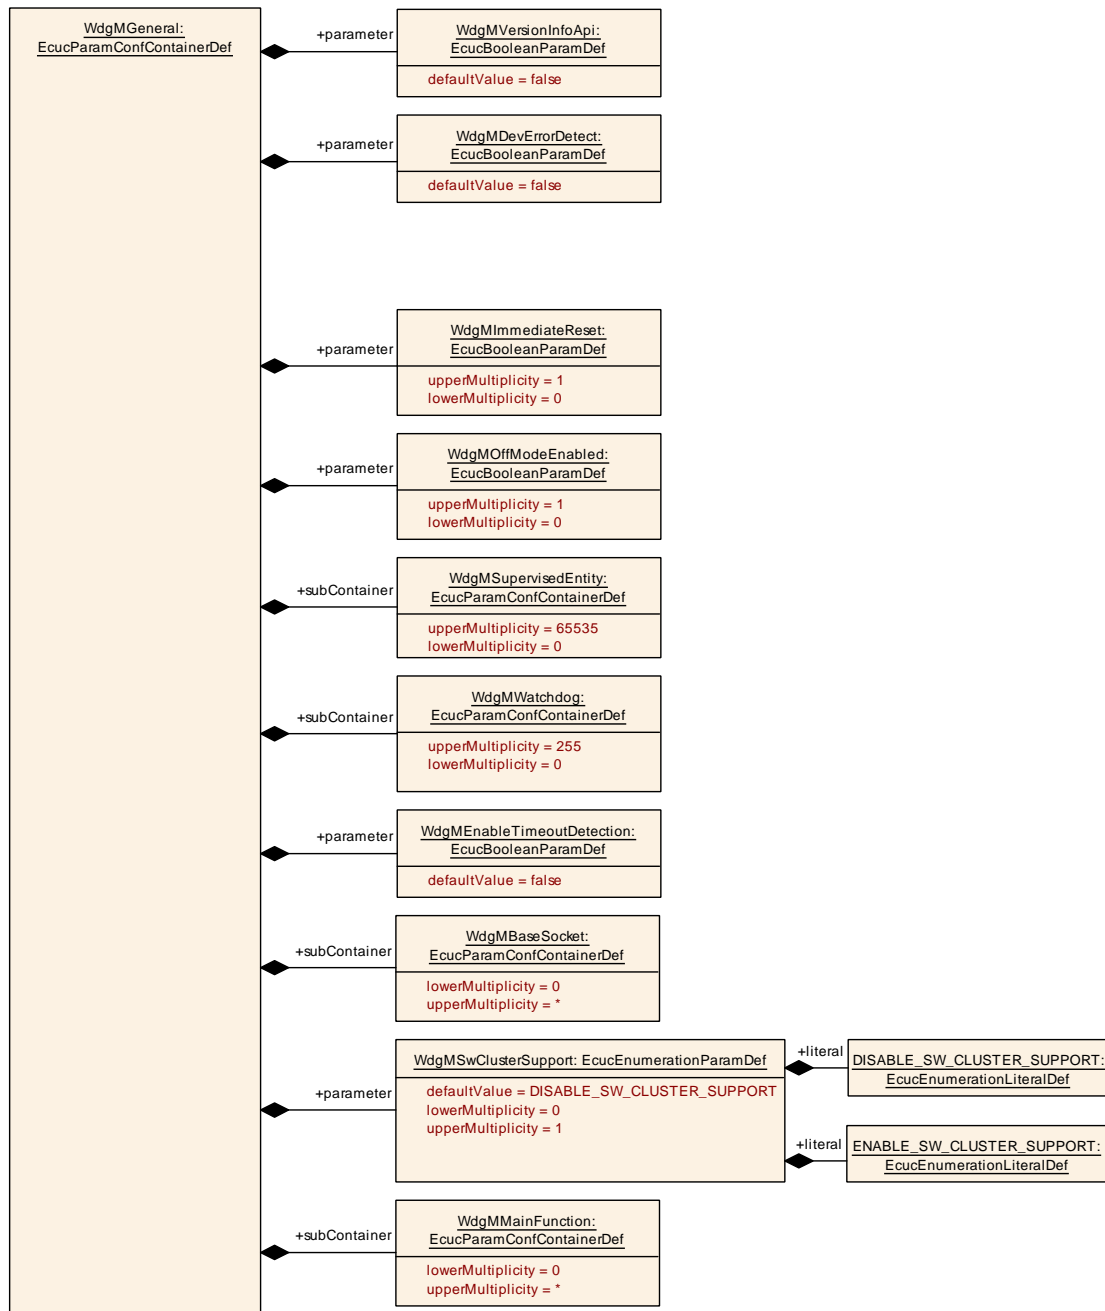 WdgMGeneral:
EcucParamConfContainerDef
+parameter
WdgMVersionInfoApi:
EcucBooleanParamDef
defaultValue = false
+parameter
WdgMDevErrorDetect:
EcucBooleanParamDef
defaultValue = false
+parameter
WdgMImmediateReset:
EcucBooleanParamDef
upperMultiplicity = 1
lowerMultiplicity = 0
+parameter
WdgMOffModeEnabled:
EcucBooleanParamDef
upperMultiplicity = 1
lowerMultiplicity = 0
+subContainer
WdgMSupervisedEntity:
EcucParamConfContainerDef
upperMultiplicity = 65535
lowerMultiplicity = 0
+subContainer
WdgMWatchdog:
EcucParamConfContainerDef
upperMultiplicity = 255
lowerMultiplicity = 0
+parameter
WdgMEnableTimeoutDetection:
EcucBooleanParamDef
defaultValue = false
+subContainer
WdgMBaseSocket:
EcucParamConfContainerDef
lowerMultiplicity = 0
upperMultiplicity = *
+parameter
WdgMSwClusterSupport: EcucEnumerationParamDef
defaultValue = DISABLE_SW_CLUSTER_SUPPORT
lowerMultiplicity = 0
upperMultiplicity = 1
+literal
DISABLE_SW_CLUSTER_SUPPORT:
EcucEnumerationLiteralDef
+literal
ENABLE_SW_CLUSTER_SUPPORT:
EcucEnumerationLiteralDef
+subContainer
WdgMMainFunction:
EcucParamConfContainerDef
lowerMultiplicity = 0
upperMultiplicity = *